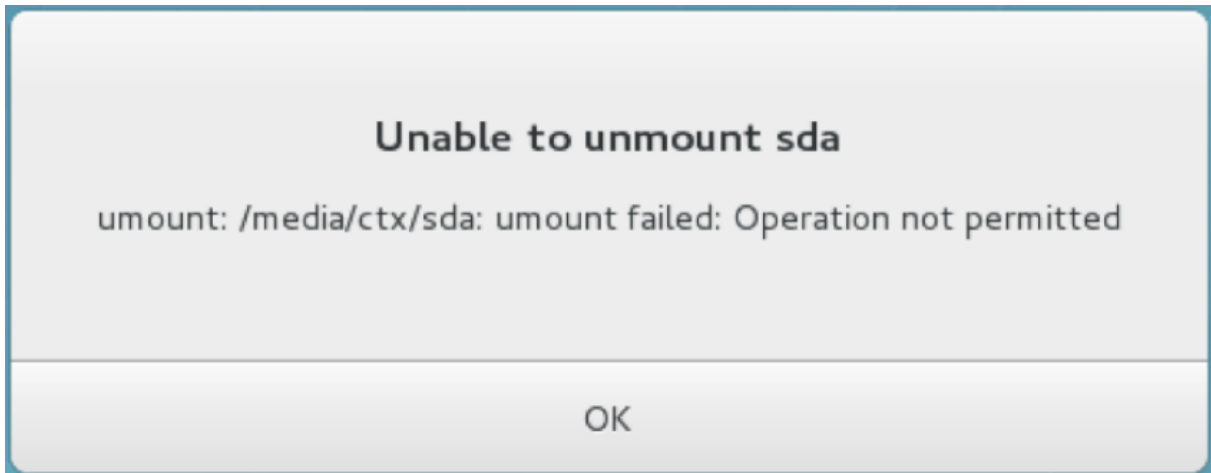 Unable to unmount sda
umount: /media/ctx/sda: umount failed: Operation not permitted
OK